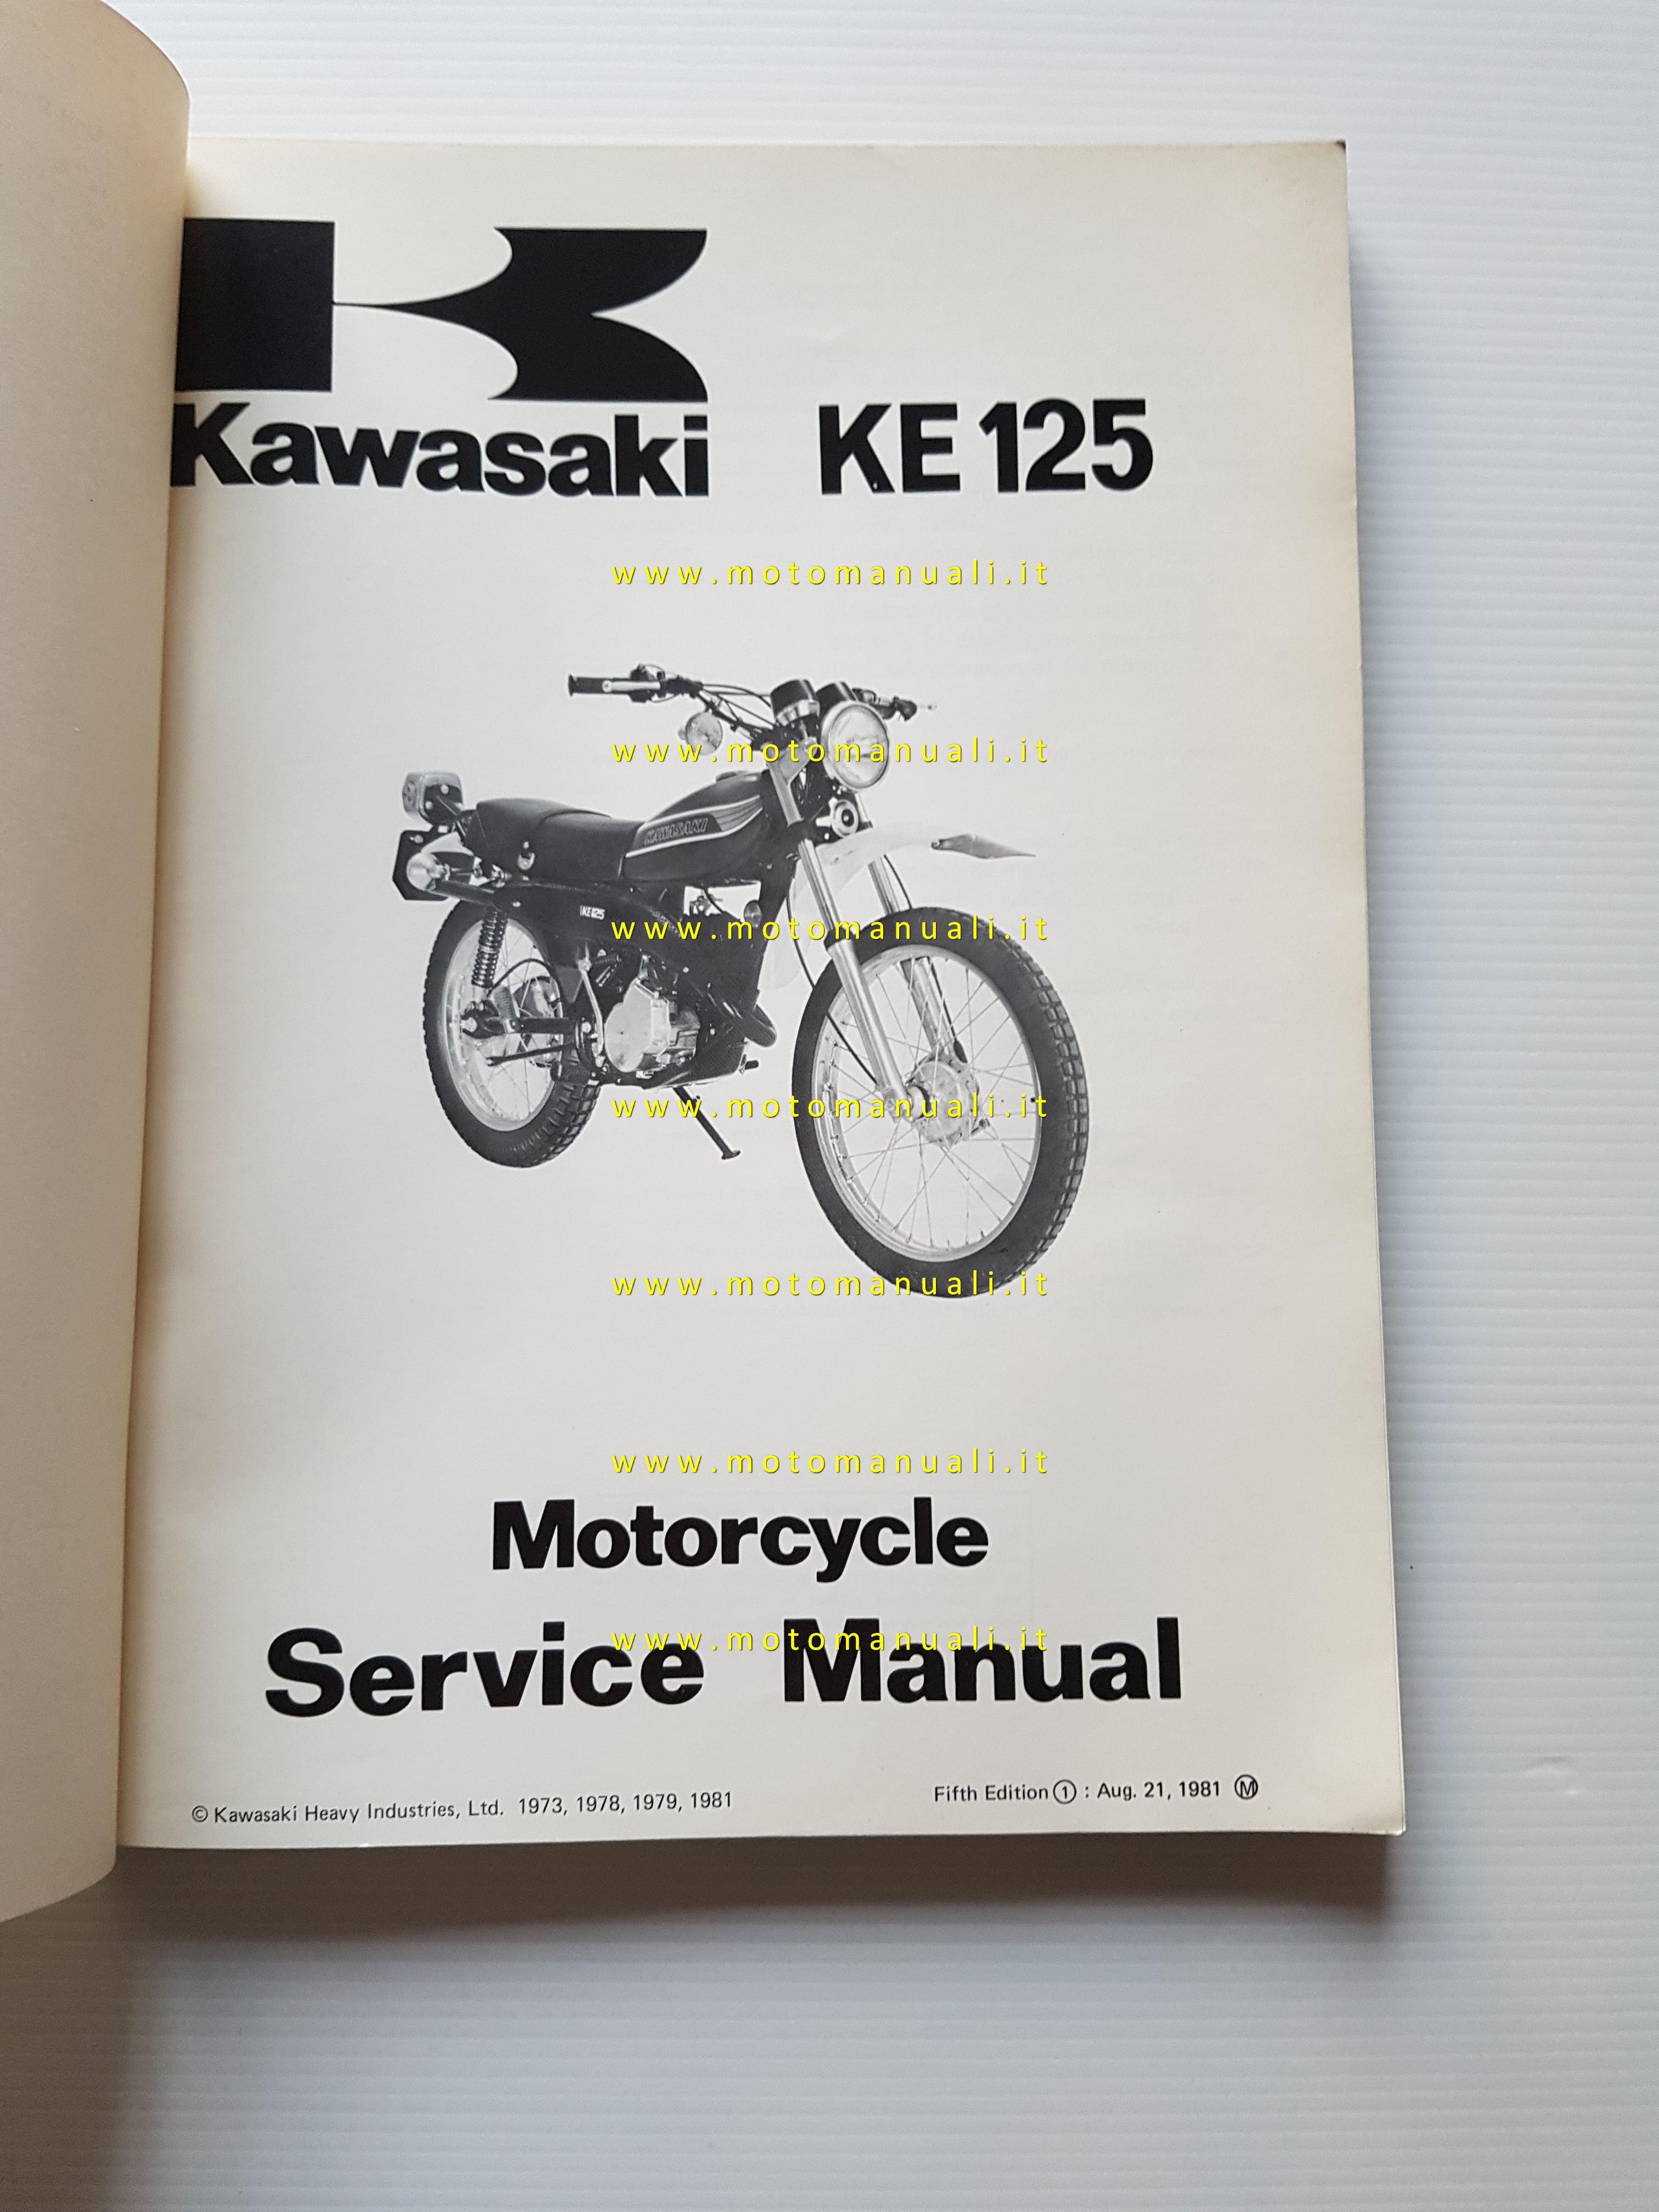 Kawasaki KE125
www.motomanuali.it
www.motomanuali.it
KAWASAKI
KE125
www.motomanuali.it
www.motomanuali.it
www.motomanuali.it
www.motomanuali.it
Motorcycle
www.motomanuali.it
Service Manual
© Kawasaki Heavy Industries, Ltd. 1973, 1978, 1979, 1981
Fifth Edition ① : Aug. 21, 1981 Ⓜ